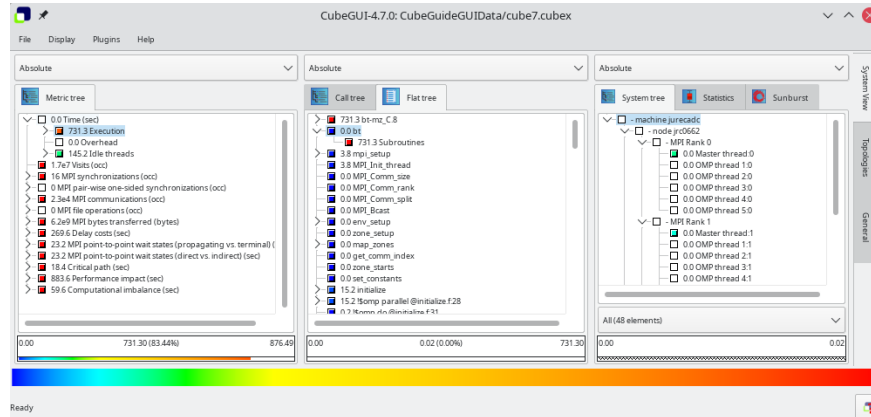 CubeGUI-4.7.0: CubeGuideGUIData/cube7.cubex
File Display Plugins Help
Absolute
Absolute
Absolute
Metric tree
Call tree
Flat tree
System tree
Statistics
Sunburst
0.0 Time (sec)
731.3 Execution
0.0 Overhead
145.2 Idle threads
1.7e7 Visits (occ)
16 MPI synchronizations (occ)
0 MPI pair-wise one-sided synchronizations (occ)
2.3e4 MPI communications (occ)
0 MPI file operations (occ)
6.2e9 MPI bytes transferred (bytes)
269.6 Delay costs (sec)
23.2 MPI point-to-point wait states (propagating vs. terminal) (
23.2 MPI point-to-point wait states (direct vs. indirect) (sec)
18.4 Critical path (sec)
883.6 Performance impact (sec)
59.6 Computational imbalance (sec)
0.00 731.30 (83.44%) 876.49
731.3 bt-mz_C.8
0.0 bt
731.3 Subroutines
3.8 mpi_setup
3.8 MPI_Init_thread
0.0 MPI_Comm_size
0.0 MPI_Comm_rank
0.0 MPI_Comm_split
0.0 MPI_Bcast
0.0 env_setup
0.0 zone_setup
0.0 map_zones
0.0 get_comm_index
0.0 zone_starts
0.0 set_constants
15.2 initialize
15.2 !$omp parallel @initialize.f:28
0.2 !$omp do @initialize.f:31
0.00 0.02 (0.00%) 731.30
- machine jurecadc
- node jrc0662
- MPI Rank 0
0.0 Master thread:0
0.0 OMP thread 1:0
0.0 OMP thread 2:0
0.0 OMP thread 3:0
0.0 OMP thread 4:0
0.0 OMP thread 5:0
- MPI Rank 1
0.0 Master thread:1
0.0 OMP thread 1:1
0.0 OMP thread 2:1
0.0 OMP thread 3:1
0.0 OMP thread 4:1
All (48 elements)
0.00 0.02
System View
Topologies
General
Ready